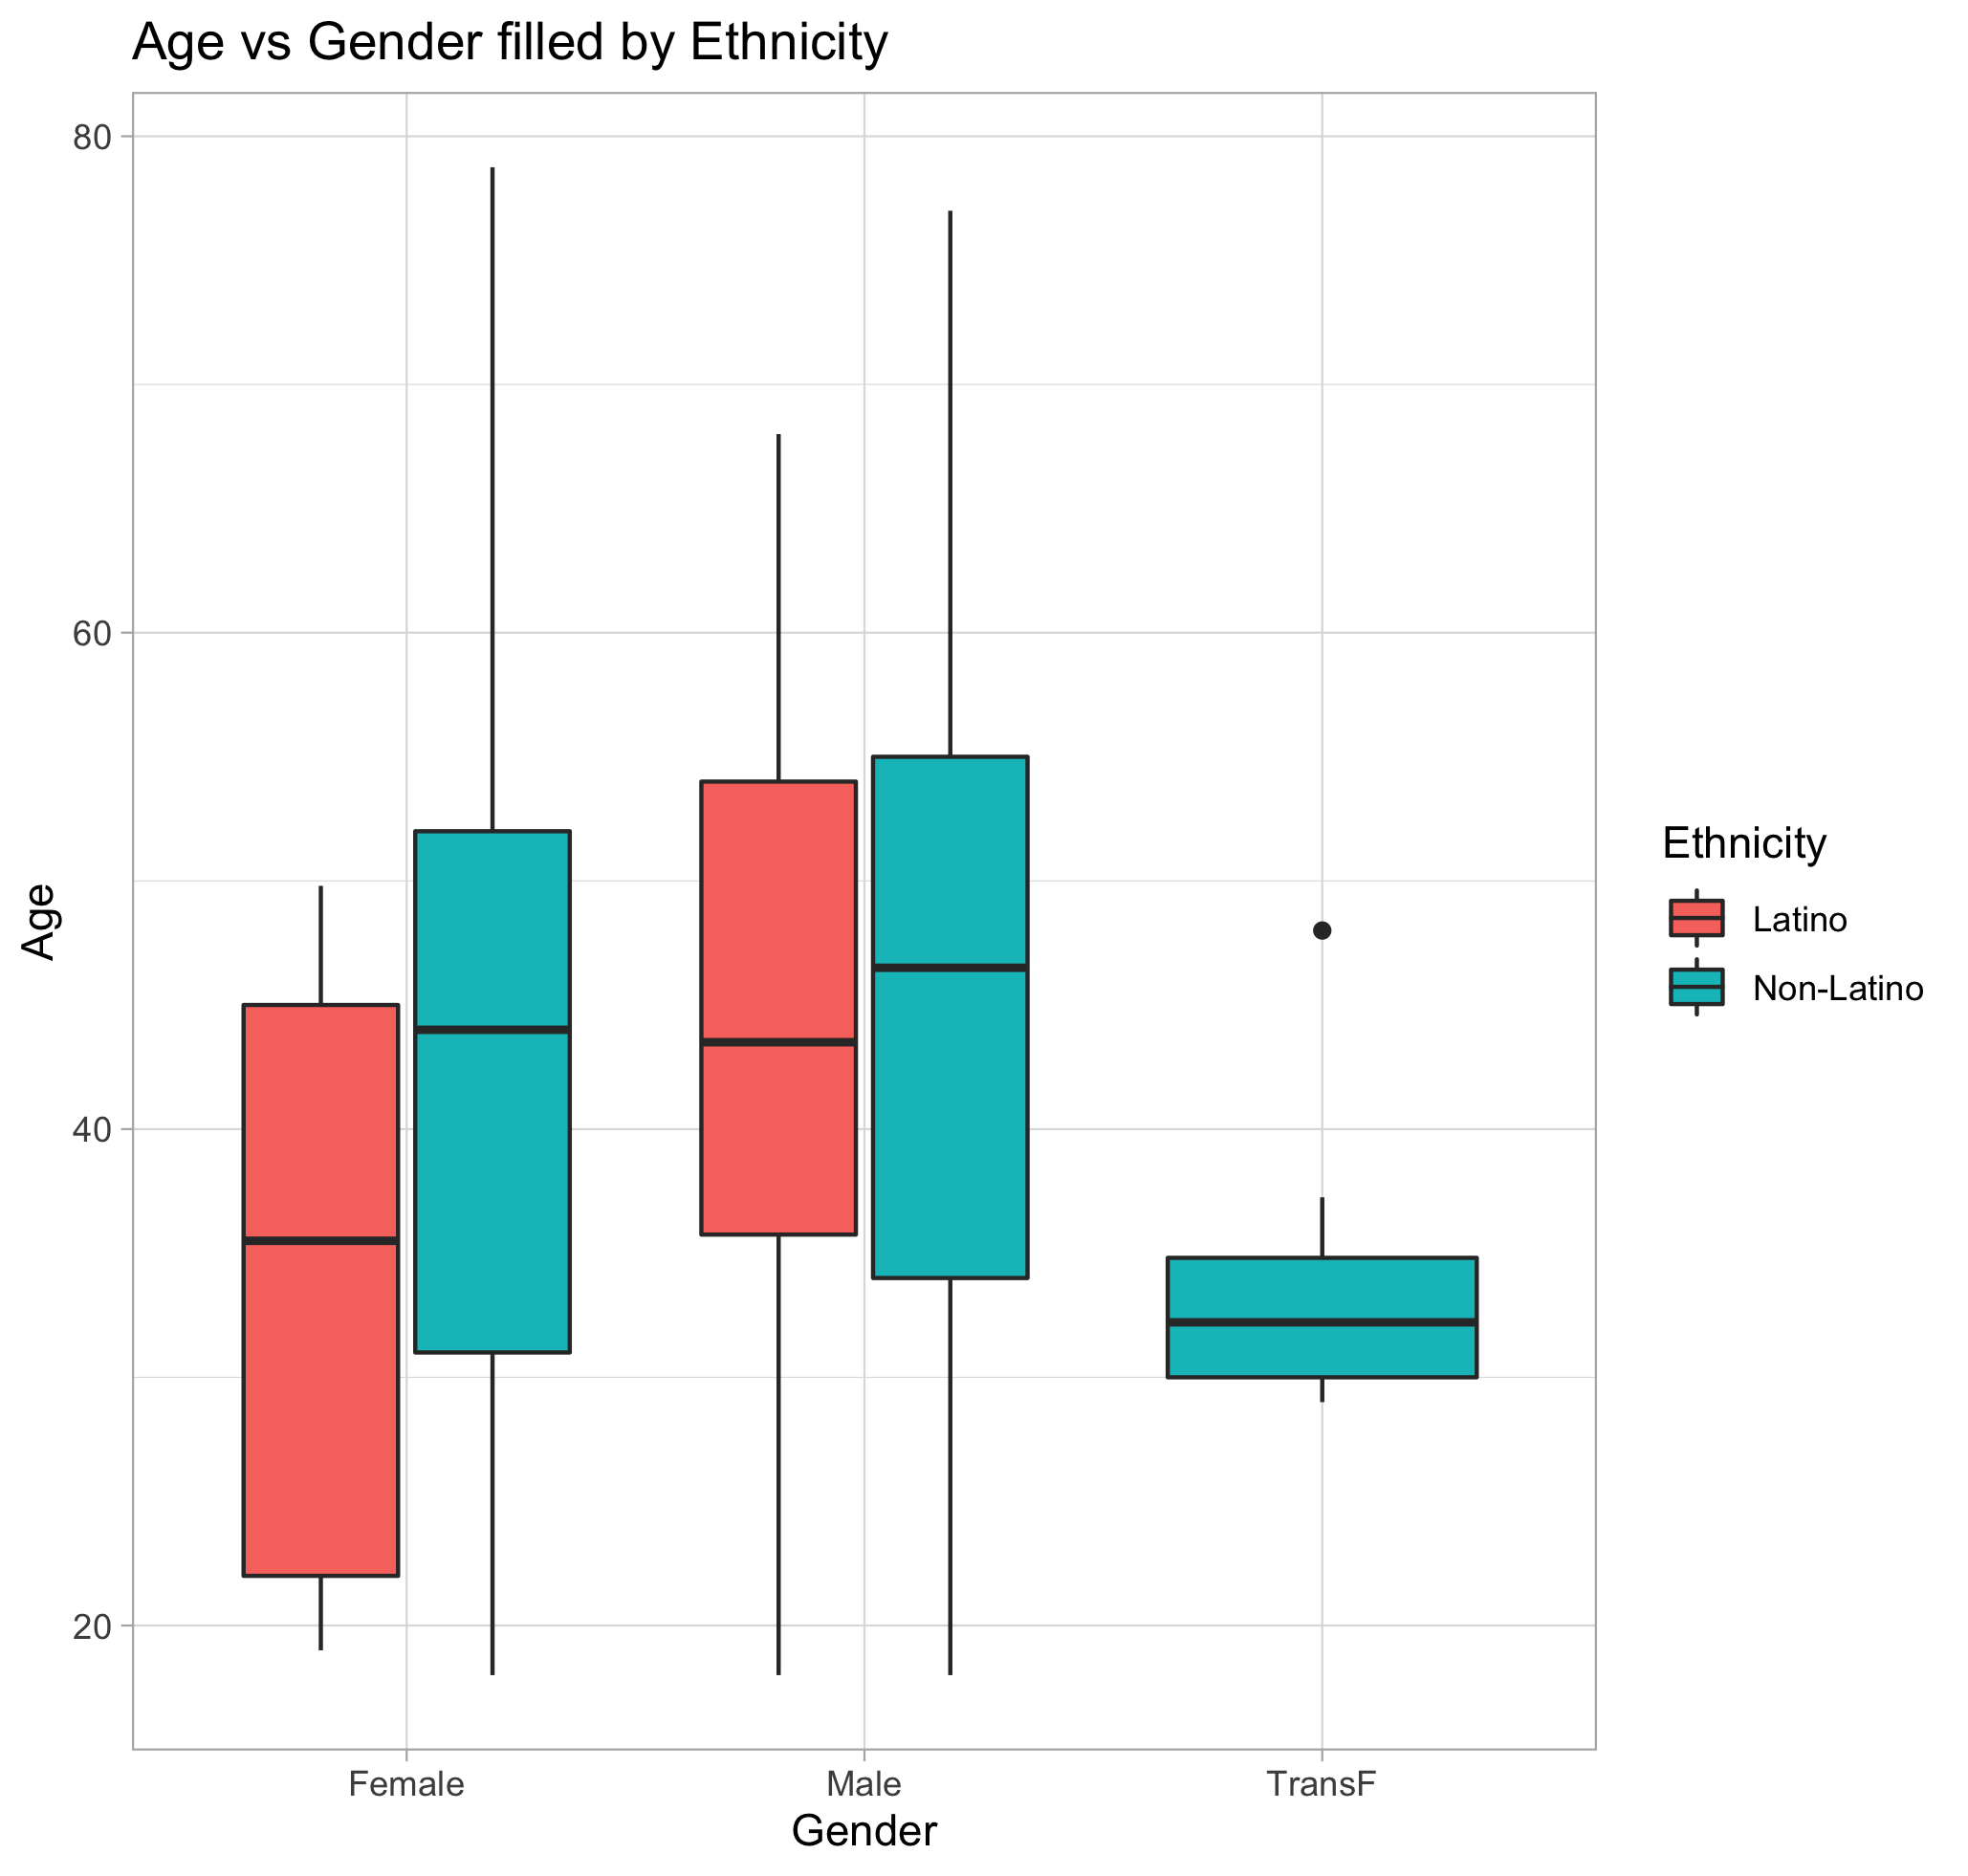 Age vs Gender filled by Ethnicity
80
60
40
20
Age
Female Male TransF
Gender
Ethnicity
Latino
Non-Latino